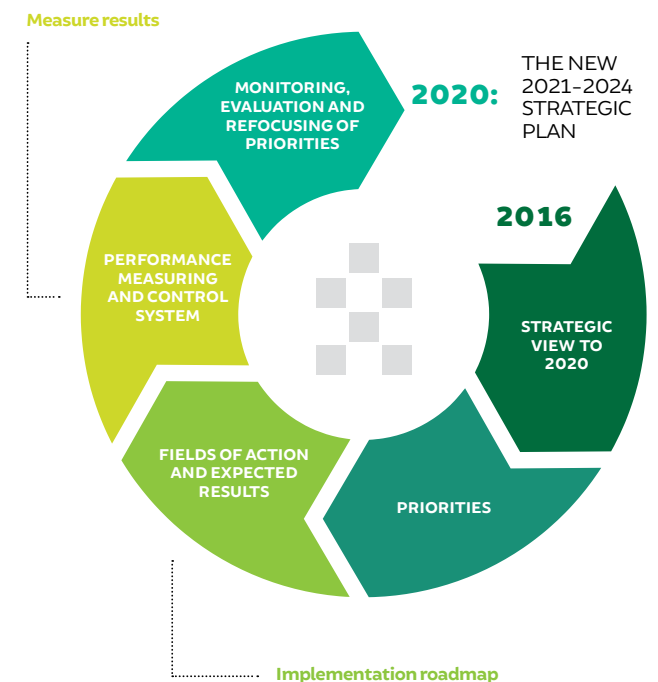 Measure results
MONITORING,
EVALUATION AND
REFOCUSING OF
PRIORITIES
2020:
THE NEW
2021–2024
STRATEGIC
PLAN
2016
STRATEGIC
VIEW TO
2020
PRIORITIES
FIELDS OF ACTION
AND EXPECTED
RESULTS
PERFORMANCE
MEASURING
AND CONTROL
SYSTEM
Implementation roadmap